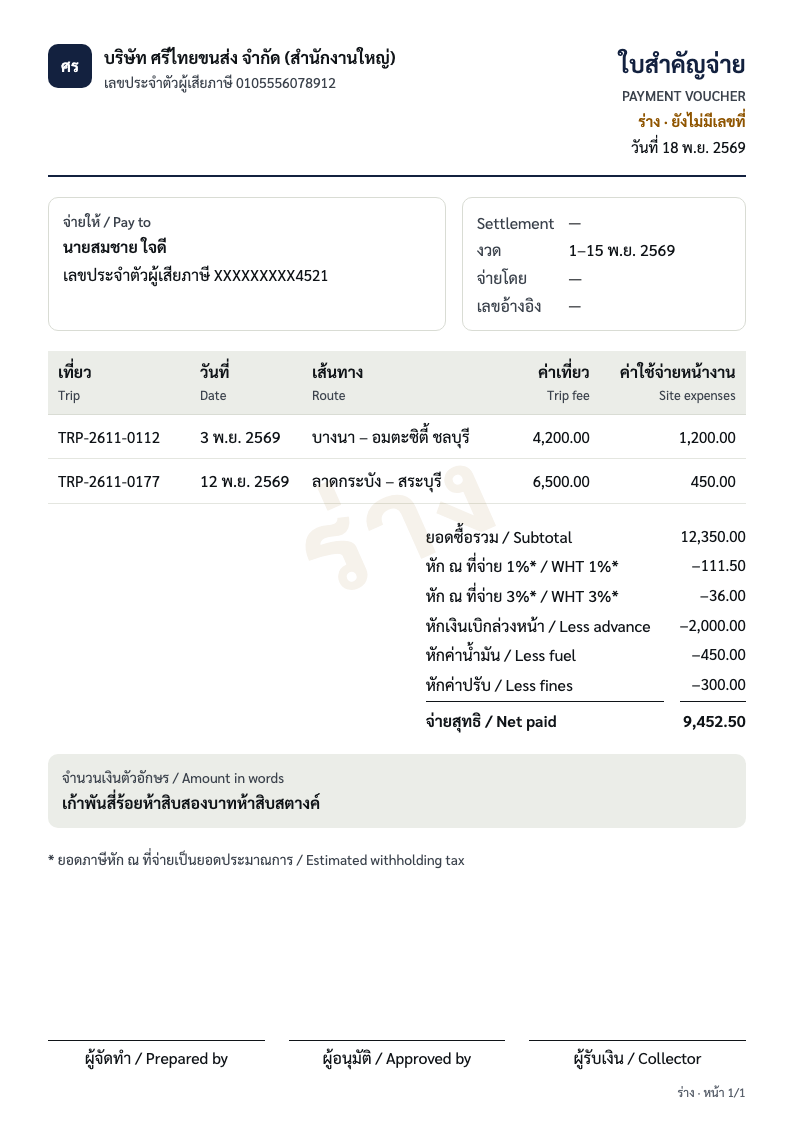 ศร
บริษัท ศรีไทยขนส่ง จำกัด (สำนักงานใหญ่)
เลขประจำตัวผู้เสียภาษี 0105556078912
ใบสำคัญจ่าย
PAYMENT VOUCHER
ร่าง · ยังไม่มีเลขที่
วันที่ 18 พ.ย. 2569
จ่ายให้ / Pay to
นายสมชาย ใจดี
เลขประจำตัวผู้เสียภาษี XXXXXXXXX4521
Settlement —
งวด 1–15 พ.ย. 2569
จ่ายโดย —
เลขอ้างอิง —
เที่ยว วันที่ เส้นทาง ค่าเที่ยว ค่าใช้จ่ายหน้างาน
Trip Date Route Trip fee Site expenses
TRP-2611-0112 3 พ.ย. 2569 บางนา – อมตะซิตี้ ชลบุรี 4,200.00 1,200.00
TRP-2611-0177 12 พ.ย. 2569 ลาดกระบัง – สระบุรี 6,500.00 450.00
ร่าง
ยอดซื้อรวม / Subtotal 12,350.00
หัก ณ ที่จ่าย 1%* / WHT 1%* –111.50
หัก ณ ที่จ่าย 3%* / WHT 3%* –36.00
หักเงินเบิกล่วงหน้า / Less advance –2,000.00
หักค่าน้ำมัน / Less fuel –450.00
หักค่าปรับ / Less fines –300.00
จ่ายสุทธิ / Net paid 9,452.50
จำนวนเงินตัวอักษร / Amount in words
เก้าพันสี่ร้อยห้าสิบสองบาทห้าสิบสตางค์
* ยอดภาษีหัก ณ ที่จ่ายเป็นยอดประมาณการ / Estimated withholding tax
ผู้จัดทำ / Prepared by
ผู้อนุมัติ / Approved by
ผู้รับเงิน / Collector
ร่าง · หน้า 1/1